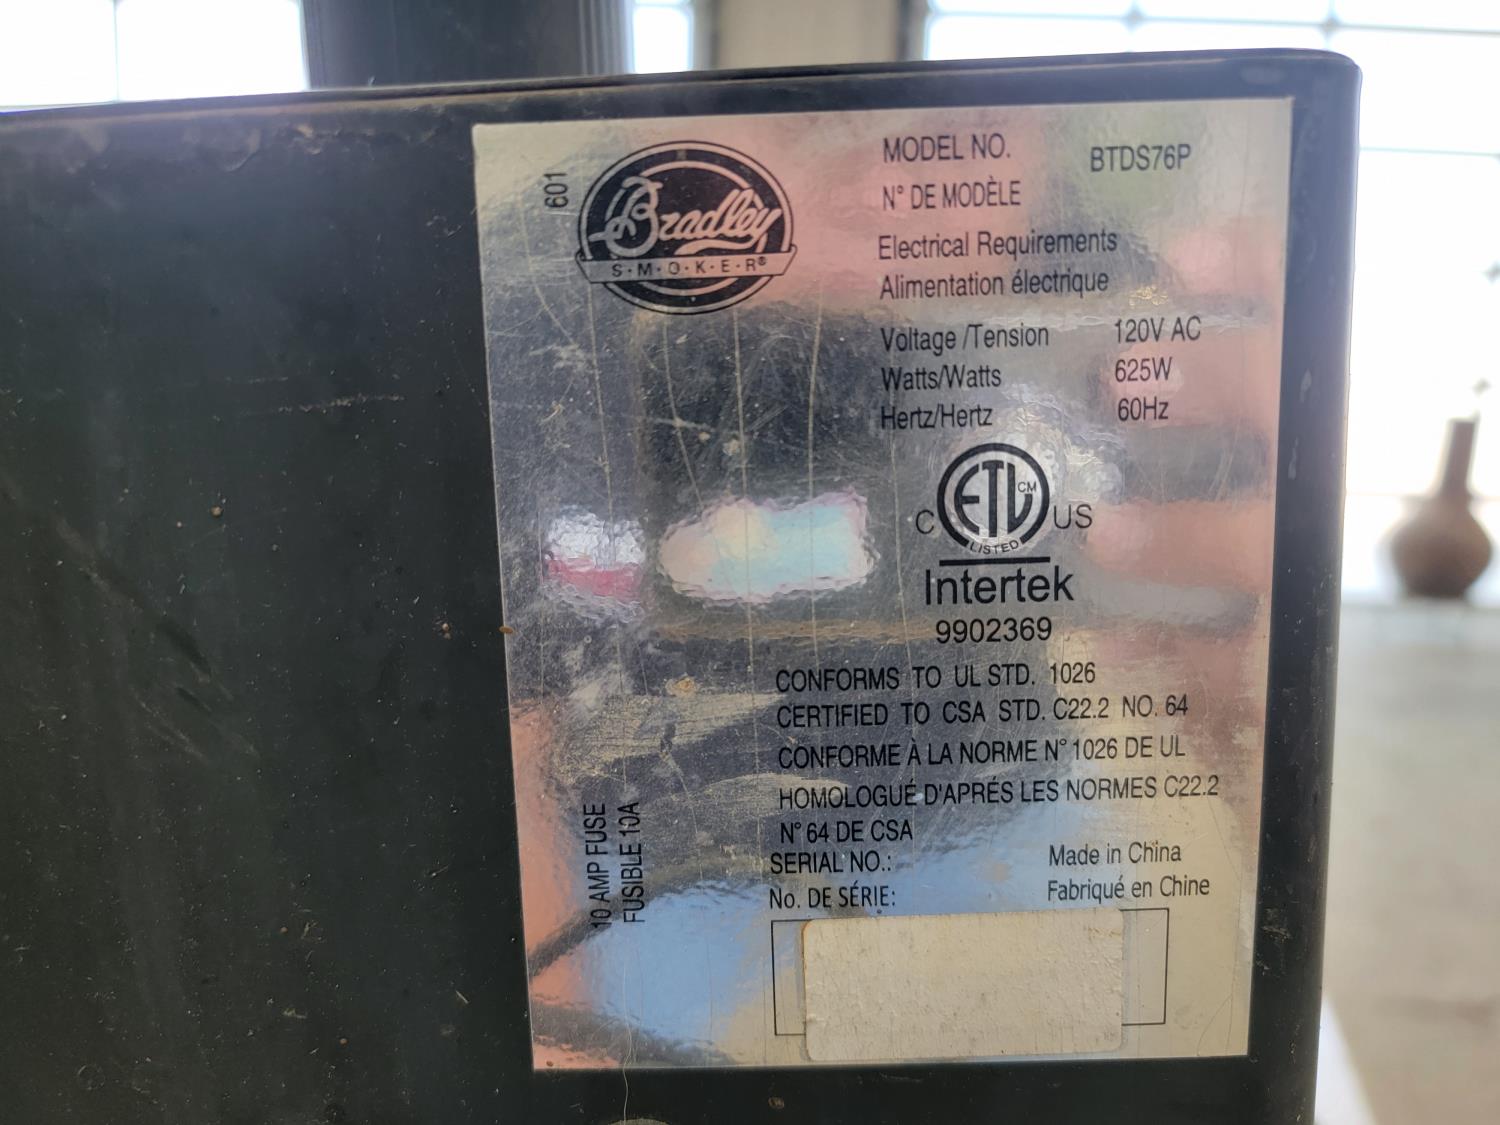 601
Bradley
S·M·O·K·E·R®
MODEL NO. BTDS76P
N° DE MODÈLE
Electrical Requirements
Alimentation électrique
Voltage /Tension 120V AC
Watts/Watts 625W
Hertz/Hertz 60Hz
ETL CM
C US
LISTED
Intertek
9902369
CONFORMS TO UL STD. 1026
CERTIFIED TO CSA STD. C22.2 NO. 64
CONFORME À LA NORME N° 1026 DE UL
HOMOLOGUÉ D'APRÉS LES NORMES C22.2
N° 64 DE CSA
SERIAL NO.: Made in China
No. DE SÉRIE: Fabriqué en Chine
10 AMP FUSE
FUSIBLE 10A